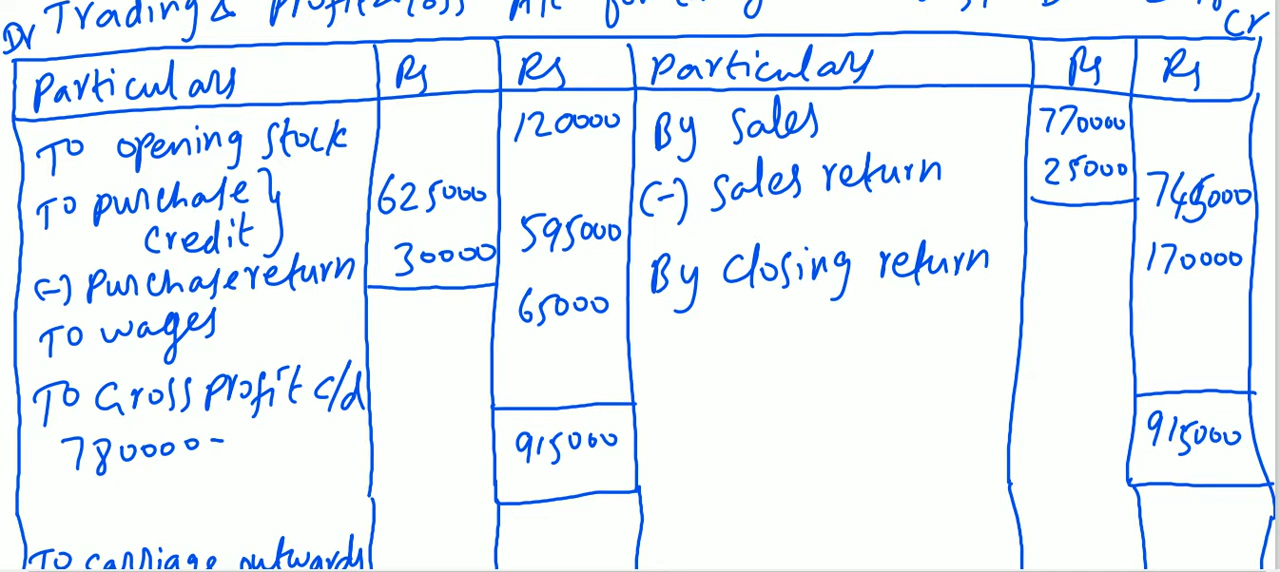 Dr Trading & Profit & Loss A/c for Cr
Particulars Rs Rs Particulars Rs Rs
To opening stock 120000 By Sales 770000
To purchase 625000 (-) Sales return 25000 745000
credit 595000
(-) Purchase return 30000 By closing return 170000
To wages 65000
To Gross profit c/d
780000- 915000 915000
To carriage outwards